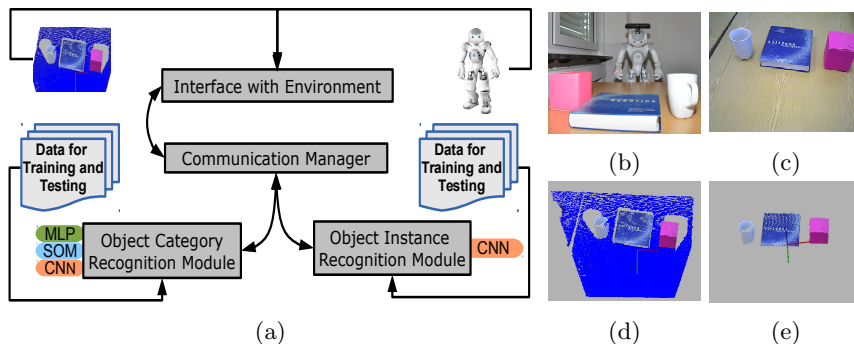 Interface with Environment
Data for
Training and
Testing
Communication Manager
Data for
Training and
Testing
MLP
SOM
CNN
Object Category
Recognition Module
Object Instance
Recognition Module
CNN
(a)
(b)
(c)
(d)
(e)